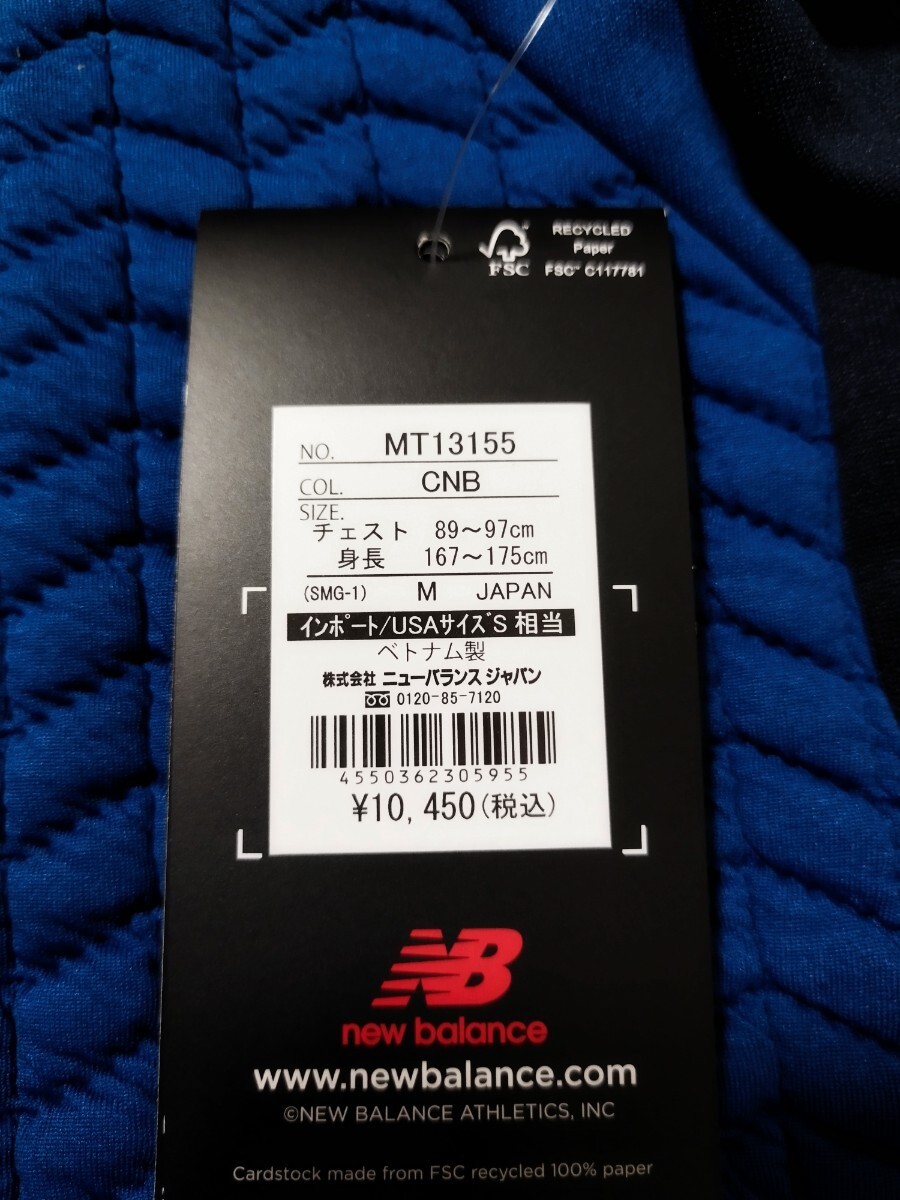 RECYCLED
Paper
FSC
FSC™ C117781
NO. MT13155
COL. CNB
SIZE.
チェスト 89～97cm
身長 167～175cm
(SMG-1) M JAPAN
インポート/USAサイズS 相当
ベトナム製
株式会社 ニューバランス ジャパン
0120-85-7120
4550362305955
¥10,450(税込)
NB
new balance
www.newbalance.com
©NEW BALANCE ATHLETICS, INC
Cardstock made from FSC recycled 100% paper